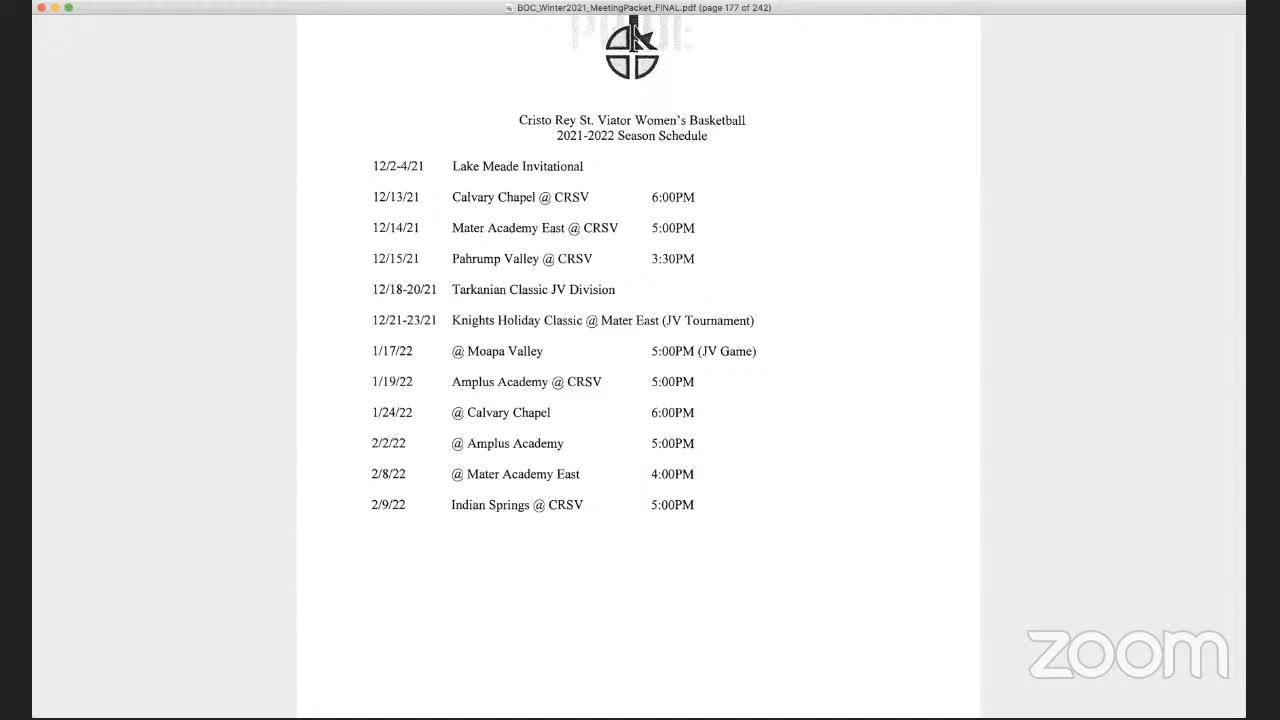 BOC_Winter2021_MeetingPacket_FINAL.pdf (page 177 of 242)
Cristo Rey St. Viator Women's Basketball
2021-2022 Season Schedule
12/2-4/21 Lake Meade Invitational
12/13/21 Calvary Chapel @ CRSV 6:00PM
12/14/21 Mater Academy East @ CRSV 5:00PM
12/15/21 Pahrump Valley @ CRSV 3:30PM
12/18-20/21 Tarkanian Classic JV Division
12/21-23/21 Knights Holiday Classic @ Mater East (JV Tournament)
1/17/22 @ Moapa Valley 5:00PM (JV Game)
1/19/22 Amplus Academy @ CRSV 5:00PM
1/24/22 @ Calvary Chapel 6:00PM
2/2/22 @ Amplus Academy 5:00PM
2/8/22 @ Mater Academy East 4:00PM
2/9/22 Indian Springs @ CRSV 5:00PM
zoom